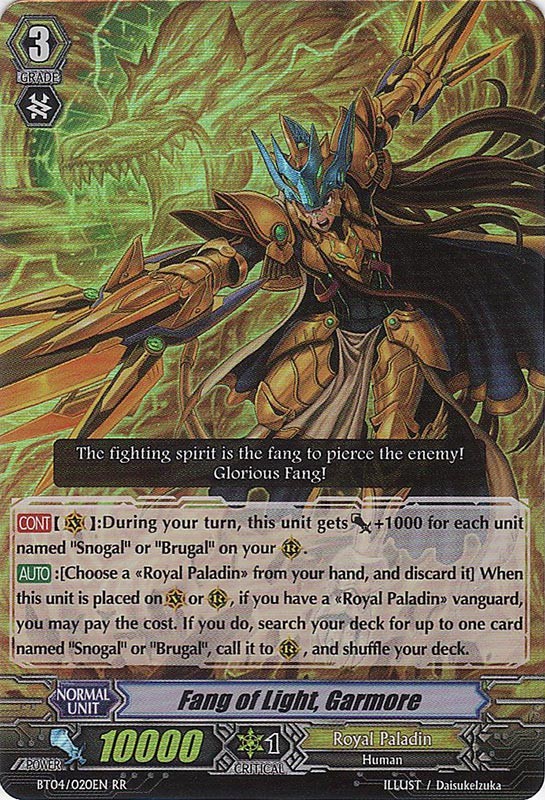 3
GRADE
The fighting spirit is the fang to pierce the enemy!
Glorious Fang!
CONT【 V 】:During your turn, this unit gets +1000 for each unit
named "Snogal" or "Brugal" on your R.
AUTO :[Choose a «Royal Paladin» from your hand, and discard it] When
this unit is placed on V or R, if you have a «Royal Paladin» vanguard,
you may pay the cost. If you do, search your deck for up to one card
named "Snogal" or "Brugal", call it to R, and shuffle your deck.
NORMAL
UNIT
Fang of Light, Garmore
POWER
10000
1
CRITICAL
Royal Paladin
Human
BT04/020EN RR
ILLUST / DaisukeIzuka